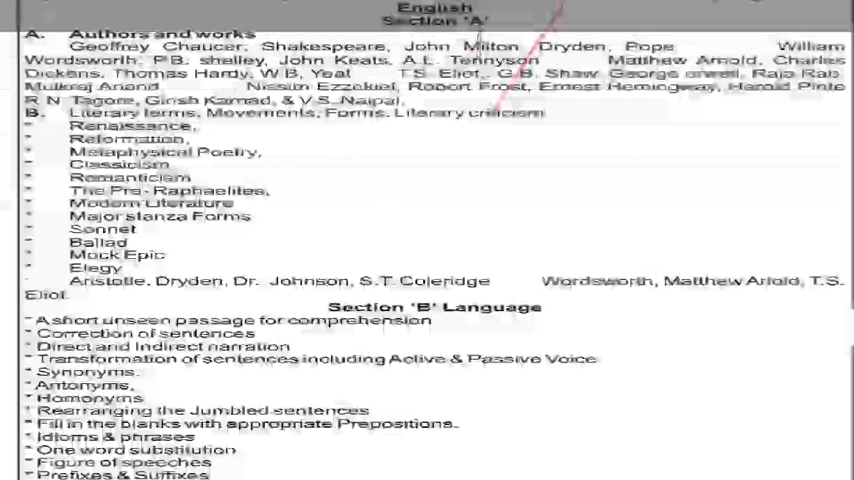 English
Section 'A'
A. Authors and works
Geoffrey Chaucer, Shakespeare, John Milton Dryden, Pope William
Wordsworth, P.B. shelley, John Keats, A.L. Tennyson Matthew Arnold, Charles
Dickens, Thomas Hardy, W.B, Yeat T.S. Eliot, G.B. Shaw George orwell, Raja Rab
Mulkraj Anand Nissim Ezzekiel, Robert Frost, Ernest Hemingway, Harold Pinte
R N Tagore, Girish Karnad, & V.S. Naipal,
B. Literary terms, Movements, Forms, Literary criticism
* Renaissance,
* Reformation,
* Metaphysical Poetry,
* Classicism
* Romanticism
* The Pre-Raphaelites,
* Modern Literature
* Major stanza Forms
* Sonnet
* Ballad
* Mock Epic
* Elegy
Aristotle, Dryden, Dr. Johnson, S.T. Coleridge Wordsworth, Matthew Arlold, T.S.
Eliot.
Section 'B' Language
* A short unseen passage for comprehension
* Correction of sentences
* Direct and Indirect narration
* Transformation of sentences including Active & Passive Voice
* Synonyms.
* Antonyms,
* Homonyms
* Rearranging the Jumbled sentences
* Fill in the blanks with appropriate Prepositions.
* Idioms & phrases
* One word substitution
* Figure of speeches
* Prefixes & Suffixes